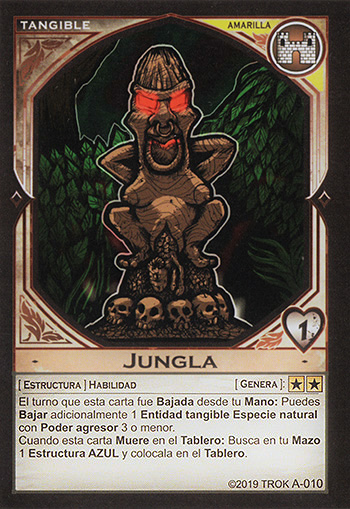 TANGIBLE
AMARILLA
1
JUNGLA
[ ESTRUCTURA ] HABILIDAD
[ GENERA ]:
El turno que esta carta fue Bajada desde tu Mano: Puedes
Bajar adicionalmente 1 Entidad tangible Especie natural
con Poder agresor 3 o menor.
Cuando esta carta Muere en el Tablero: Busca en tu Mazo
1 Estructura AZUL y colocala en el Tablero.
©2019 TROK A-010